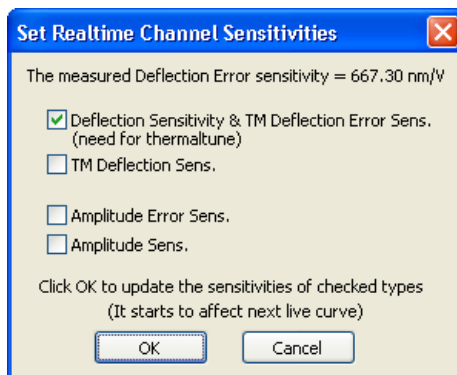 Set Realtime Channel Sensitivities
The measured Deflection Error sensitivity = 667.30 nm/V
Deflection Sensitivity & TM Deflection Error Sens.
(need for thermaltune)
TM Deflection Sens.
Amplitude Error Sens.
Amplitude Sens.
Click OK to update the sensitivities of checked types
(It starts to affect next live curve)
OK Cancel